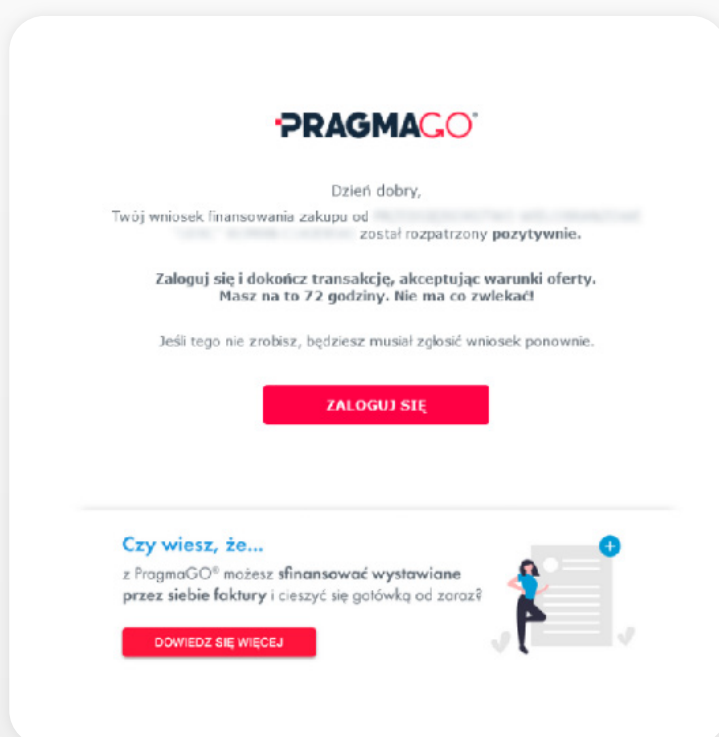 PRAGMAGO®
Dzień dobry,
Twój wniosek finansowania zakupu od
został rozpatrzony pozytywnie.
Zaloguj się i dokończ transakcję, akceptując warunki oferty.
Masz na to 72 godziny. Nie ma co zwlekać!
Jeśli tego nie zrobisz, będziesz musiał zgłosić wniosek ponownie.
ZALOGUJ SIĘ
Czy wiesz, że...
z PragmaGO® możesz sfinansować wystawiane
przez siebie faktury i cieszyć się gotówką od zaraz?
DOWIEDZ SIĘ WIĘCEJ